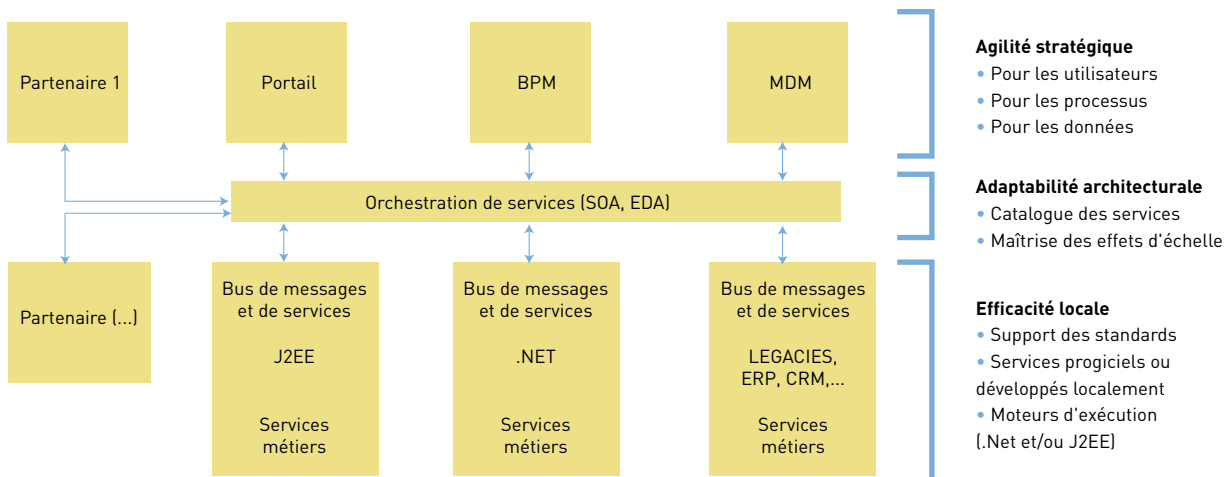 Partenaire 1
Portail
BPM
MDM
Agilité stratégique
• Pour les utilisateurs
• Pour les processus
• Pour les données
Orchestration de services (SOA, EDA)
Adaptabilité architecturale
• Catalogue des services
• Maîtrise des effets d'échelle
Partenaire (...)
Bus de messages
et de services
J2EE
Services
métiers
Bus de messages
et de services
.NET
Services
métiers
Bus de messages
et de services
LEGACIES,
ERP, CRM,...
Services
métiers
Efficacité locale
• Support des standards
• Services progiciels ou
développés localement
• Moteurs d'exécution
(.Net et/ou J2EE)